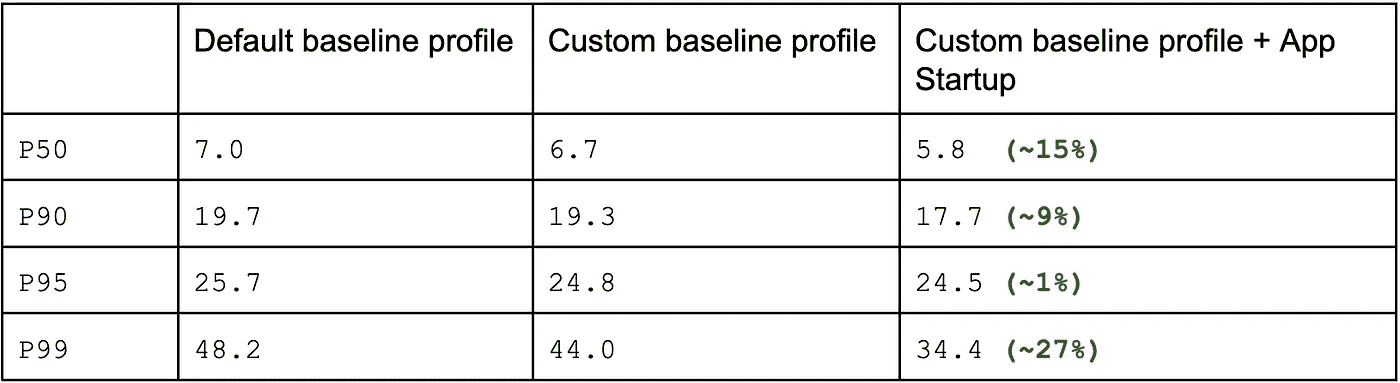 Default baseline profile Custom baseline profile Custom baseline profile + App
Startup
P50 7.0 6.7 5.8 (~15%)
P90 19.7 19.3 17.7 (~9%)
P95 25.7 24.8 24.5 (~1%)
P99 48.2 44.0 34.4 (~27%)